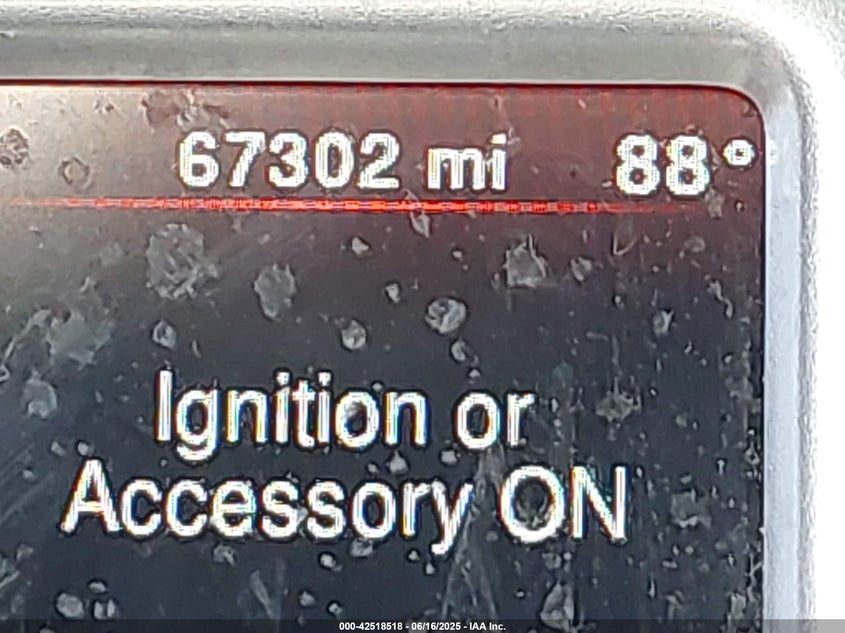 67302 mi 88°
Ignition or
Accessory ON
000-42518518 - 06/16/2025 - IAA Inc.